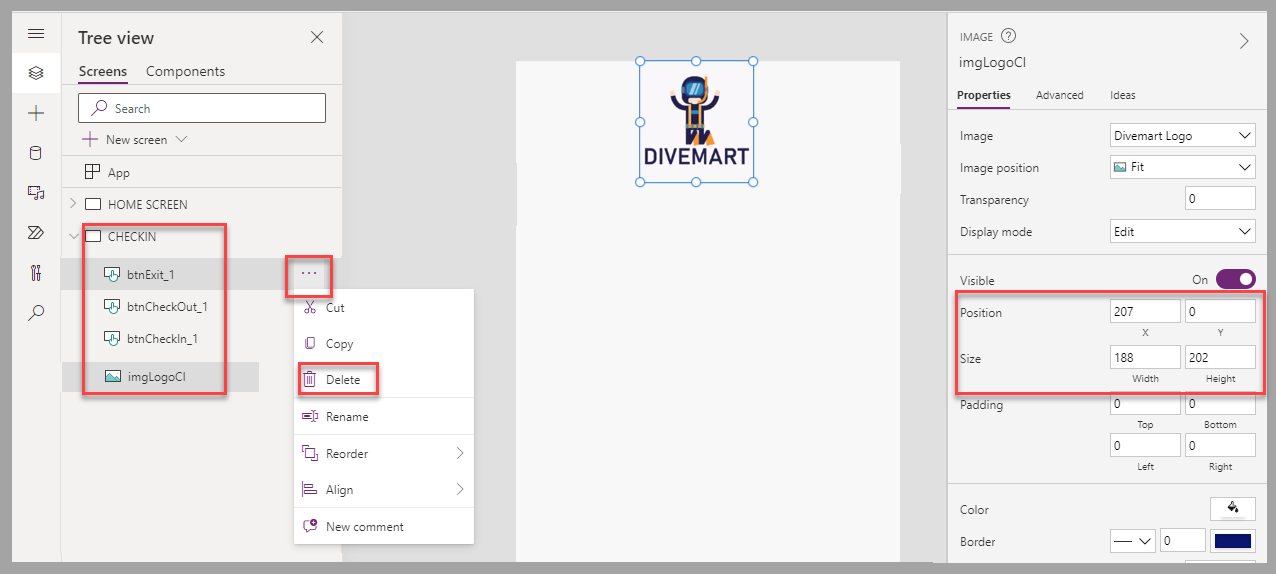 Tree view
Screens
Components
Search
New screen
App
HOME SCREEN
CHECKIN
btnExit_1
btnCheckOut_1
btnCheckIn_1
imgLogoCI
...
Cut
Copy
Delete
Rename
Reorder
Align
New comment
DIVEMART
IMAGE ?
imgLogoCI
Properties
Advanced
Ideas
Image
Divemart Logo
Image position
Fit
Transparency
0
Display mode
Edit
Visible
On
Position
207
0
X
Y
Size
188
202
Width
Height
Padding
0
0
Top
Bottom
0
0
Left
Right
Color
Border
0